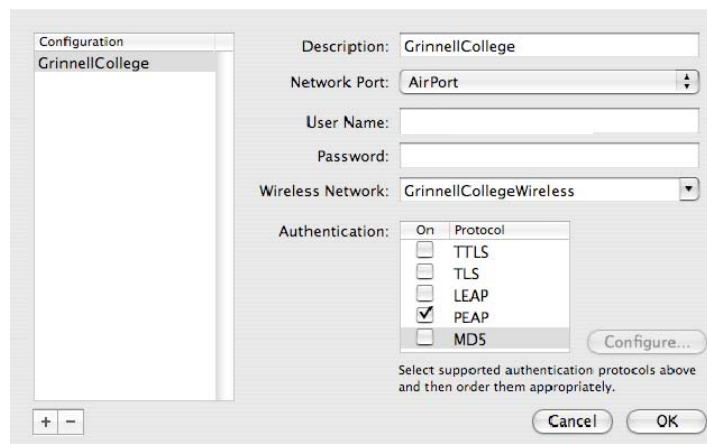 Configuration
GrinnellCollege
Description: GrinnellCollege
Network Port: AirPort
User Name:
Password:
Wireless Network: GrinnellCollegeWireless
Authentication: On Protocol
TTLS
TLS
LEAP
PEAP
MD5
Configure...
Select supported authentication protocols above
and then order them appropriately.
+ −
Cancel OK